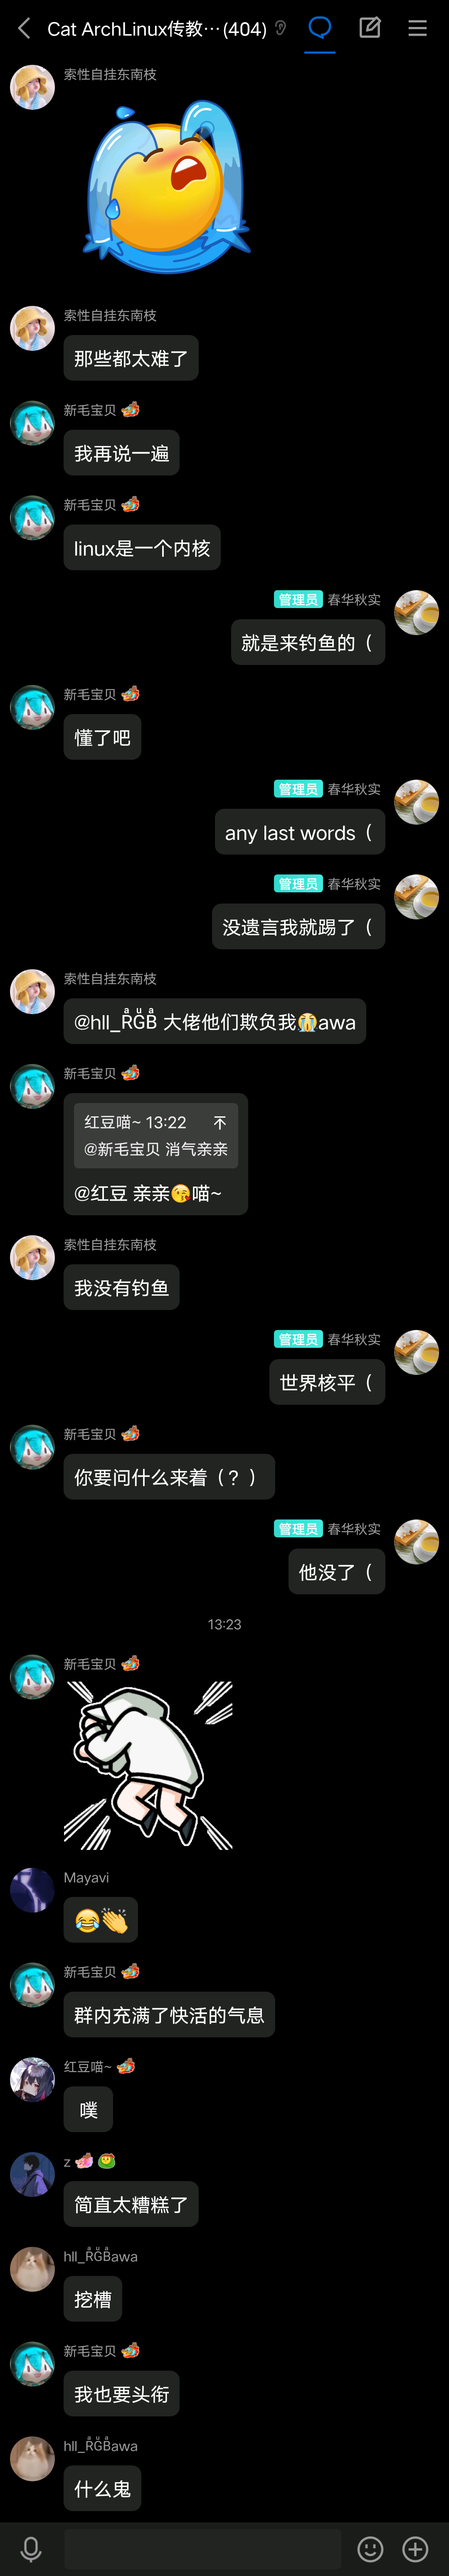 Cat ArchLinux传教…(404)
索性自挂东南枝
索性自挂东南枝
那些都太难了
新毛宝贝
我再说一遍
新毛宝贝
linux是一个内核
管理员 春华秋实
就是来钓鱼的（
新毛宝贝
懂了吧
管理员 春华秋实
any last words（
管理员 春华秋实
没遗言我就踢了（
索性自挂东南枝
@hll_RͣGͧBͣ 大佬他们欺负我😭awa
新毛宝贝
红豆喵~ 13:22
@新毛宝贝 消气亲亲
@红豆 亲亲😘喵~
索性自挂东南枝
我没有钓鱼
管理员 春华秋实
世界核平（
新毛宝贝
你要问什么来着（？）
管理员 春华秋实
他没了（
13:23
新毛宝贝
Mayavi
😂👏
新毛宝贝
群内充满了快活的气息
红豆喵~
噗
z
简直太糟糕了
hll_RͣGͧBͣawa
挖槽
新毛宝贝
我也要头衔
hll_RͣGͧBͣawa
什么鬼